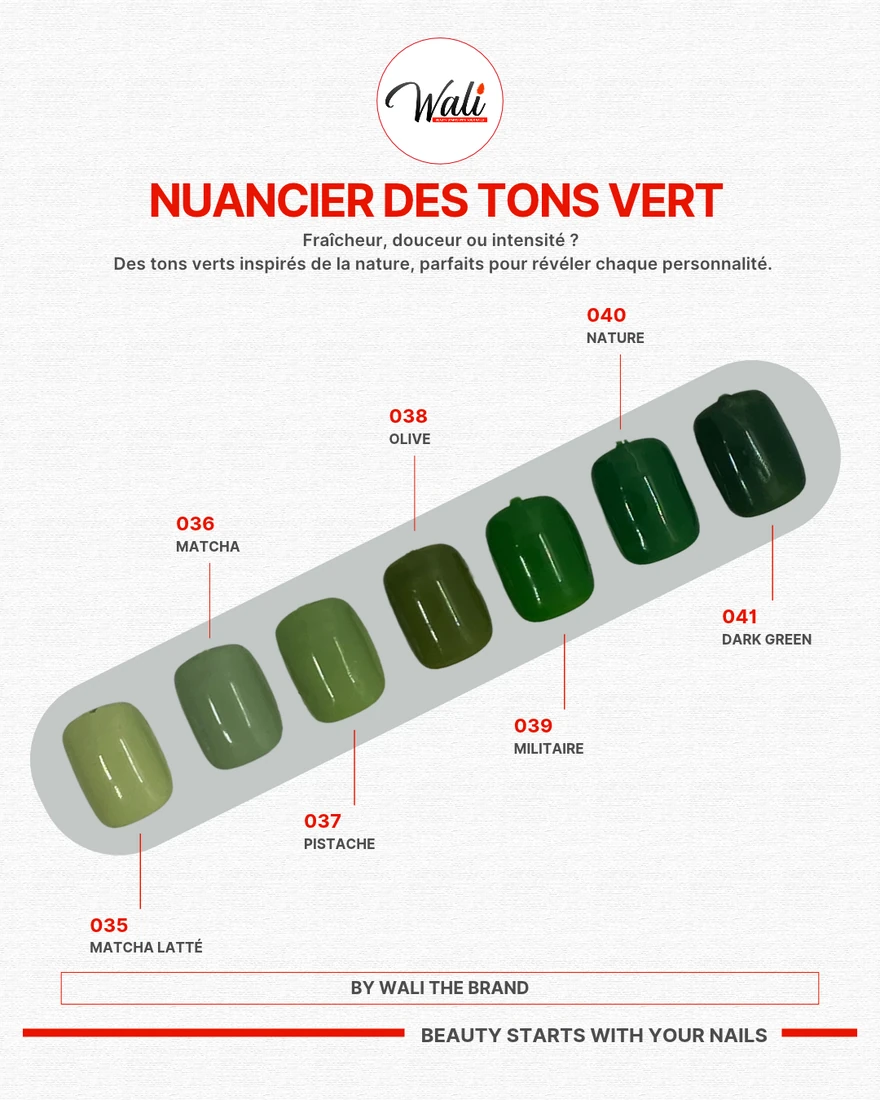 Wali
NUANCIER DES TONS VERT
Fraîcheur, douceur ou intensité ?
Des tons verts inspirés de la nature, parfaits pour révéler chaque personnalité.
040
NATURE
038
OLIVE
036
MATCHA
041
DARK GREEN
039
MILITAIRE
037
PISTACHE
035
MATCHA LATTÉ
BY WALI THE BRAND
BEAUTY STARTS WITH YOUR NAILS